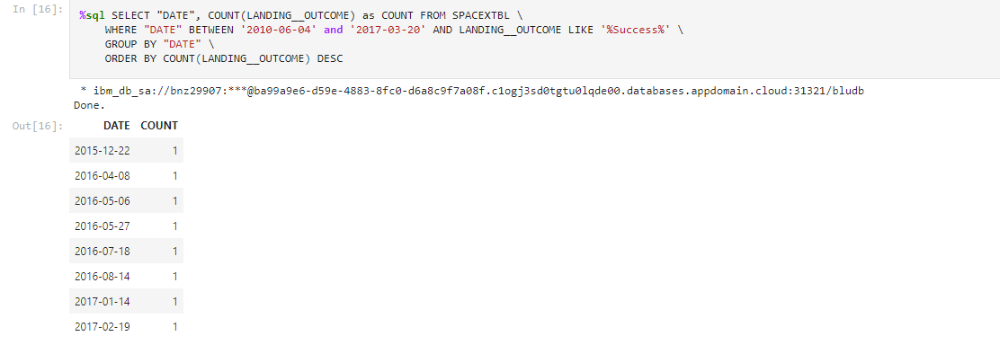 In [16]: %sql SELECT "DATE", COUNT(LANDING__OUTCOME) as COUNT FROM SPACEXTBL \
WHERE "DATE" BETWEEN '2010-06-04' and '2017-03-20' AND LANDING__OUTCOME LIKE '%Success%' \
GROUP BY "DATE" \
ORDER BY COUNT(LANDING__OUTCOME) DESC
* ibm_db_sa://bnz29907:***@ba99a9e6-d59e-4883-8fc0-d6a8c9f7a08f.c1ogj3sd0tgtu0lqde00.databases.appdomain.cloud:31321/bludb
Done.
Out[16]: DATE COUNT
2015-12-22 1
2016-04-08 1
2016-05-06 1
2016-05-27 1
2016-07-18 1
2016-08-14 1
2017-01-14 1
2017-02-19 1